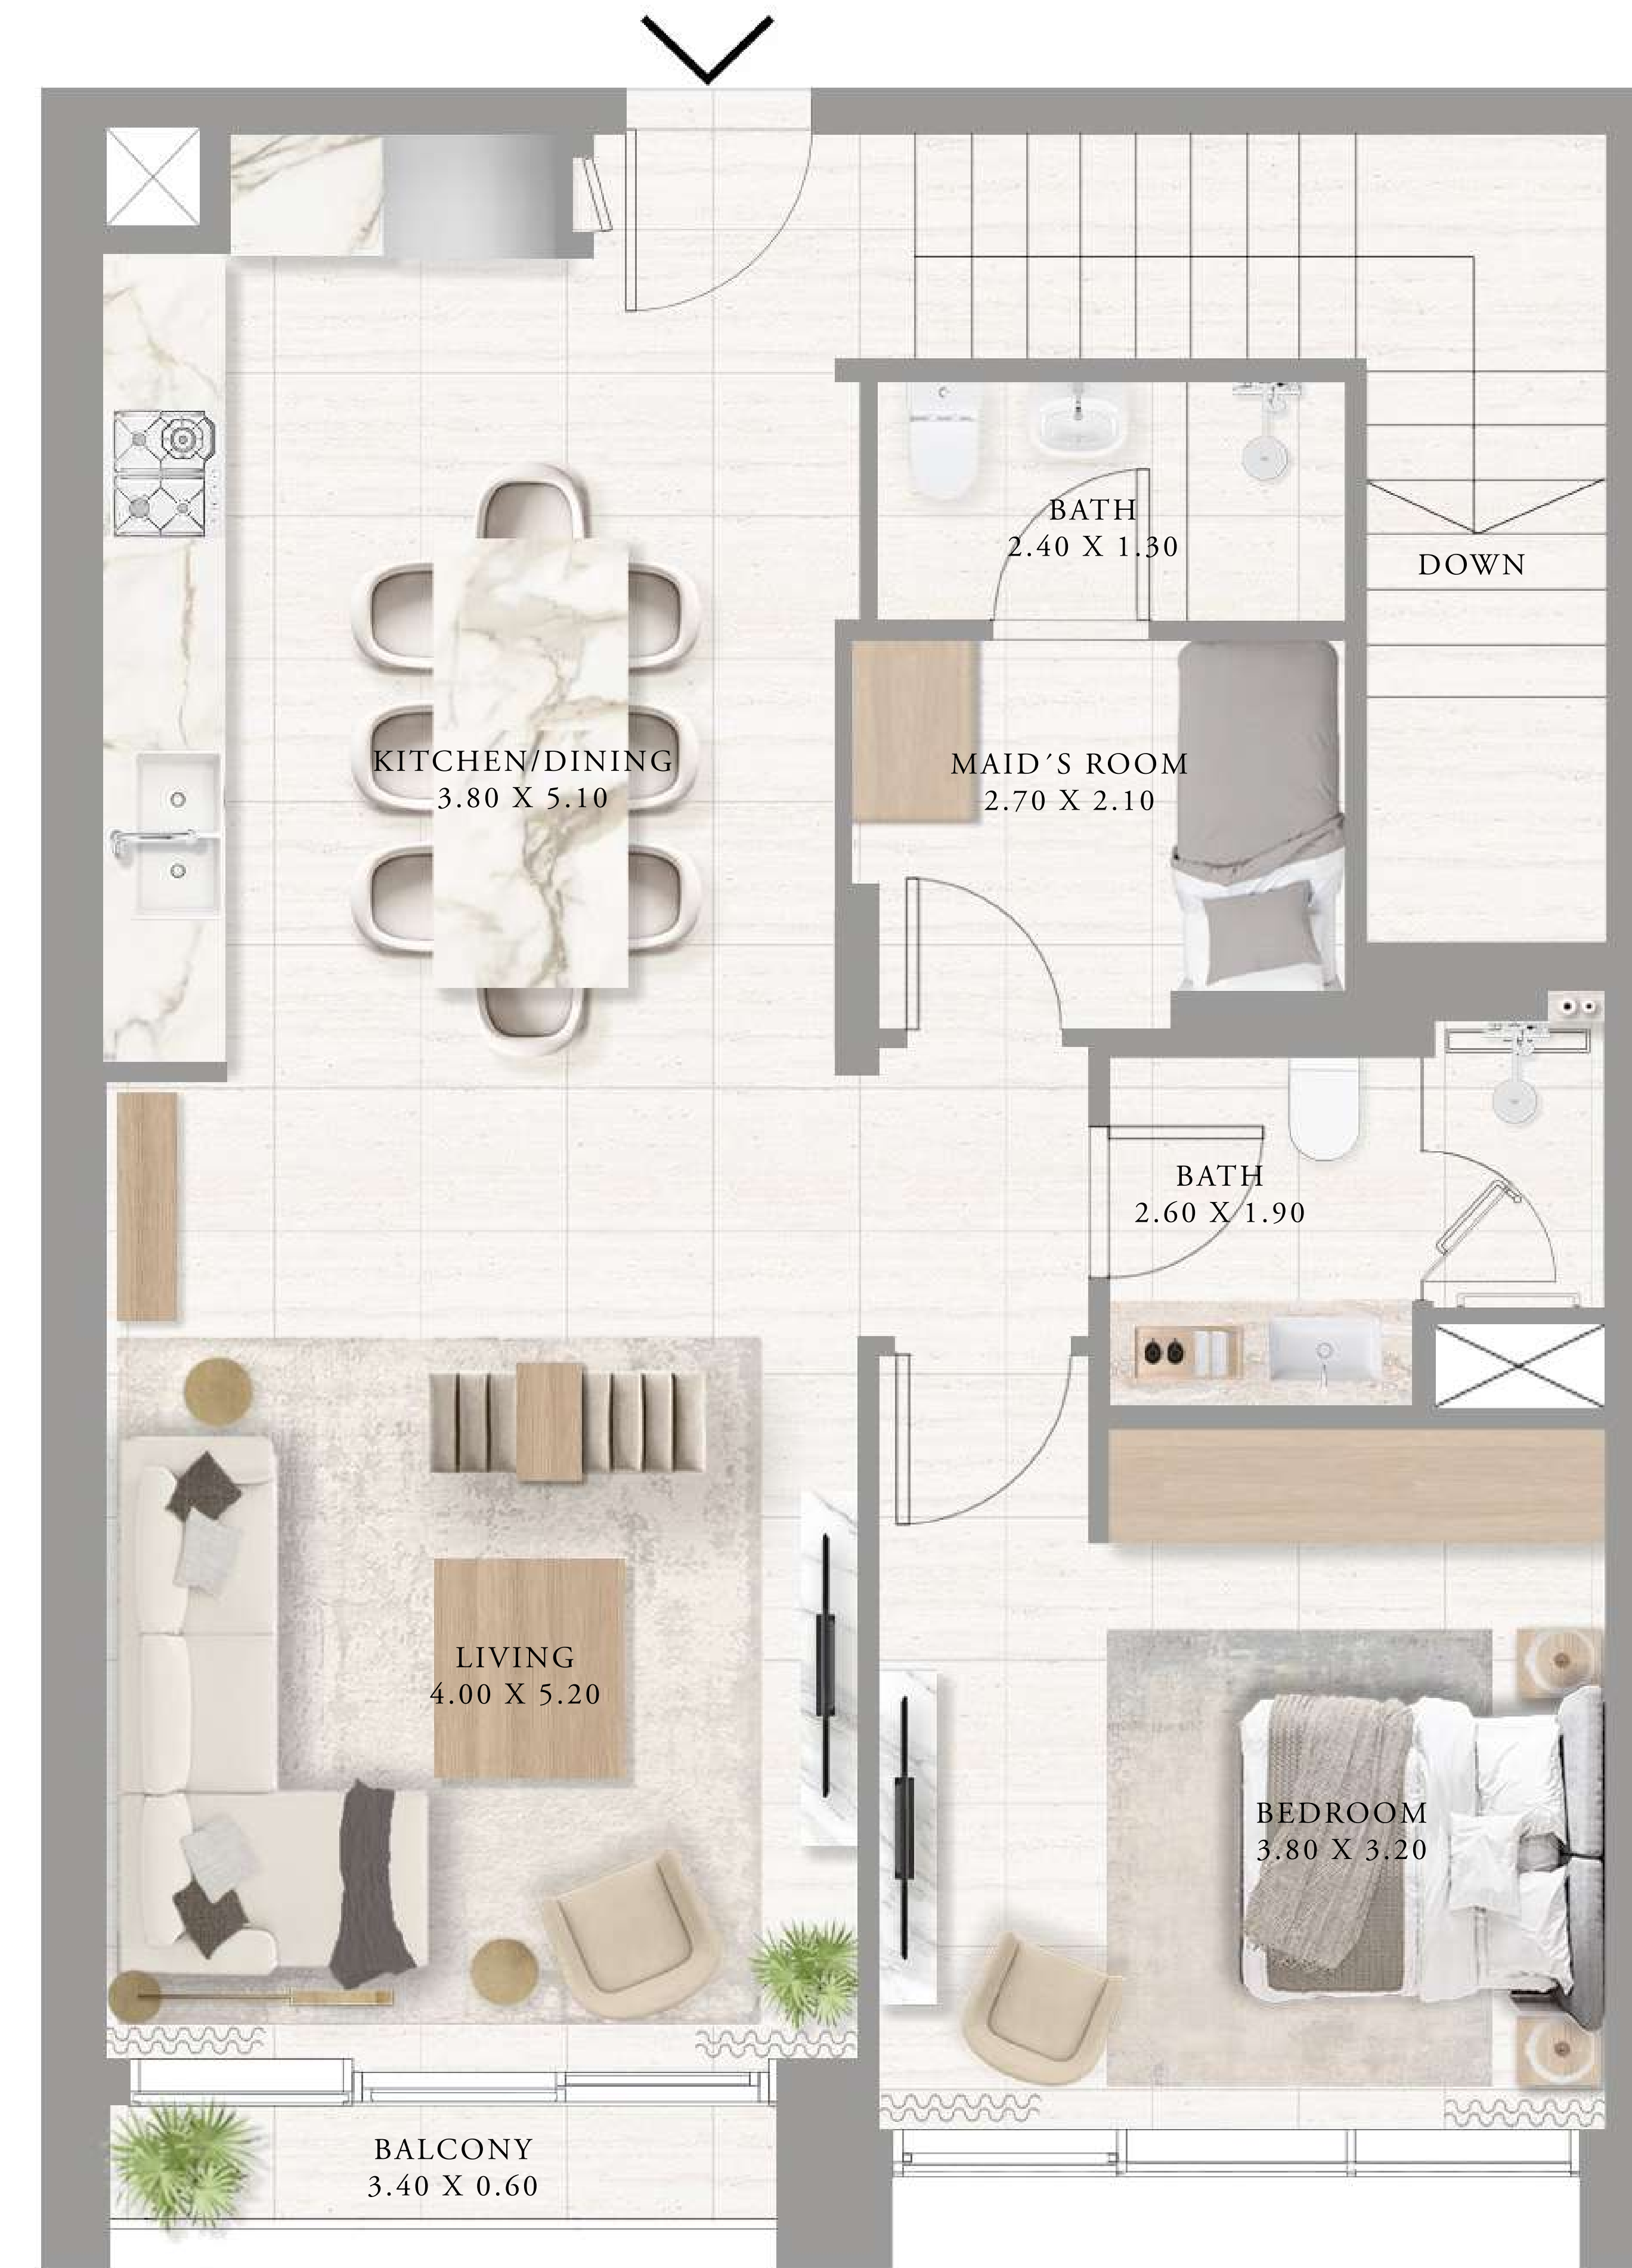 BATH
2.40 X 1.30
DOWN
KITCHEN/DINING
3.80 X 5.10
MAID´S ROOM
2.70 X 2.10
BATH
2.60 X 1.90
LIVING
4.00 X 5.20
BEDROOM
3.80 X 3.20
BALCONY
3.40 X 0.60